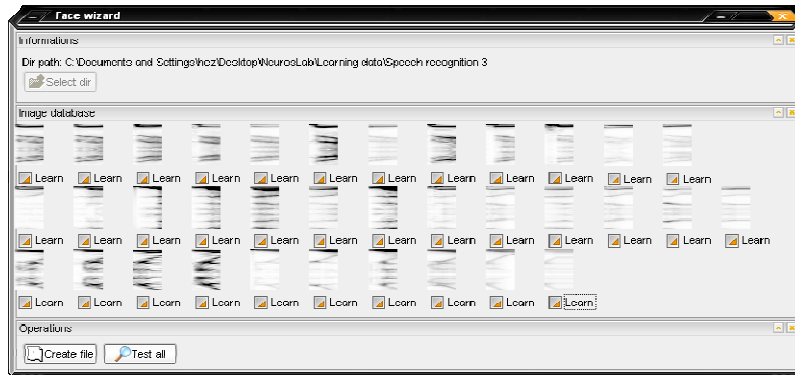 Face wizard
Informations
Dir path: C:\Documents and Settings\hcz\Desktop\NeurosLab\Learning data\Speech recognition 3
Select dir
Image database
Learn Learn Learn Learn Learn Learn Learn Learn Learn Learn Learn Learn
Learn Learn Learn Learn Learn Learn Learn Learn Learn Learn Learn Learn Learn
Learn Learn Learn Learn Learn Learn Learn Learn Learn Learn
Operations
Create file Test all